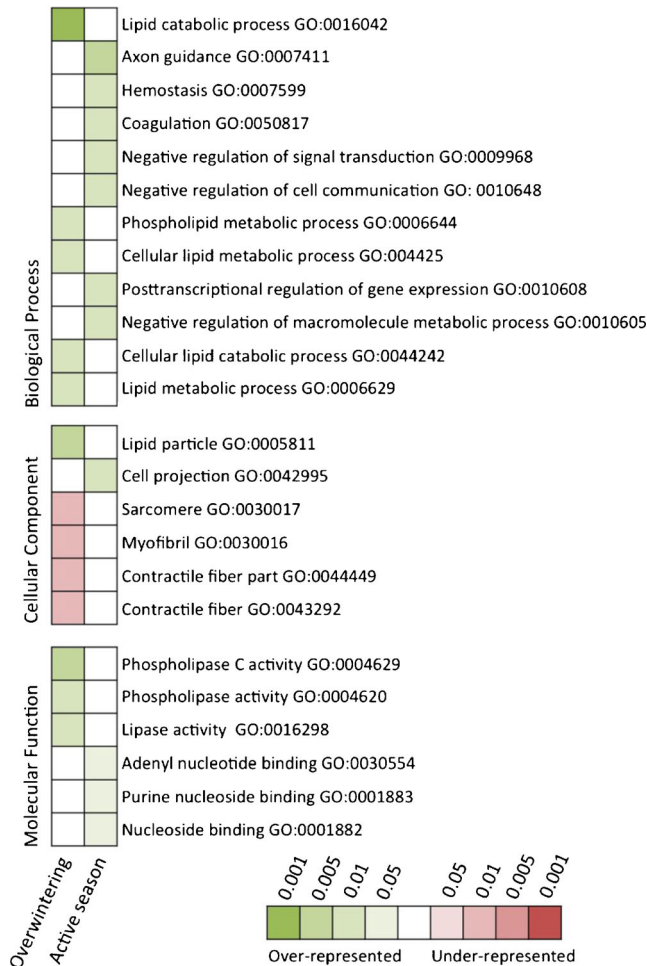 Biological Process
Lipid catabolic process GO:0016042
Axon guidance GO:0007411
Hemostasis GO:0007599
Coagulation GO:0050817
Negative regulation of signal transduction GO:0009968
Negative regulation of cell communication GO: 0010648
Phospholipid metabolic process GO:0006644
Cellular lipid metabolic process GO:004425
Posttranscriptional regulation of gene expression GO:0010608
Negative regulation of macromolecule metabolic process GO:0010605
Cellular lipid catabolic process GO:0044242
Lipid metabolic process GO:0006629
Cellular Component
Lipid particle GO:0005811
Cell projection GO:0042995
Sarcomere GO:0030017
Myofibril GO:0030016
Contractile fiber part GO:0044449
Contractile fiber GO:0043292
Molecular Function
Phospholipase C activity GO:0004629
Phospholipase activity GO:0004620
Lipase activity GO:0016298
Adenyl nucleotide binding GO:0030554
Purine nucleoside binding GO:0001883
Nucleoside binding GO:0001882
Overwintering
Active season
0.001 0.005 0.01 0.05 0.05 0.01 0.005 0.001
Over-represented Under-represented